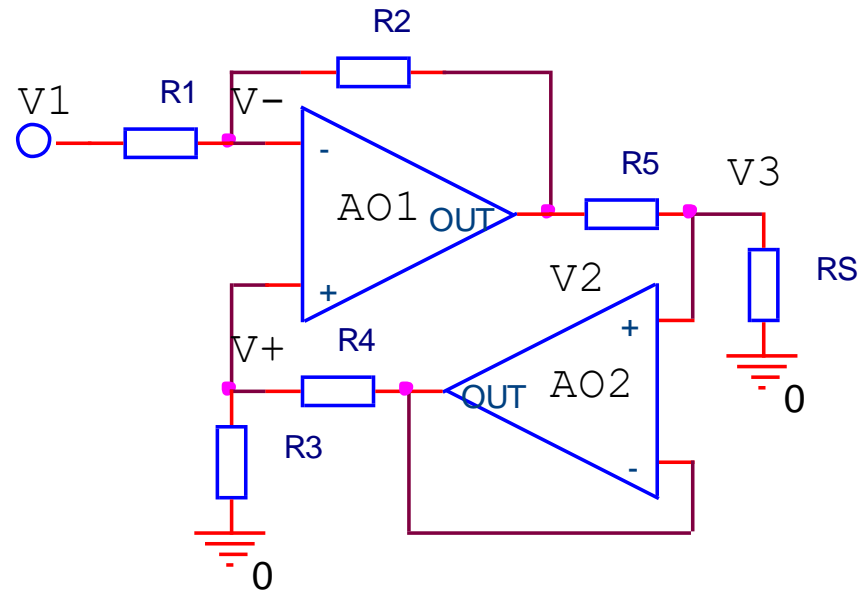 R2
V1
R1
V-
-
R5
V3
AO1
OUT
V2
RS
+
V+
R4
+
OUT
AO2
0
R3
-
0